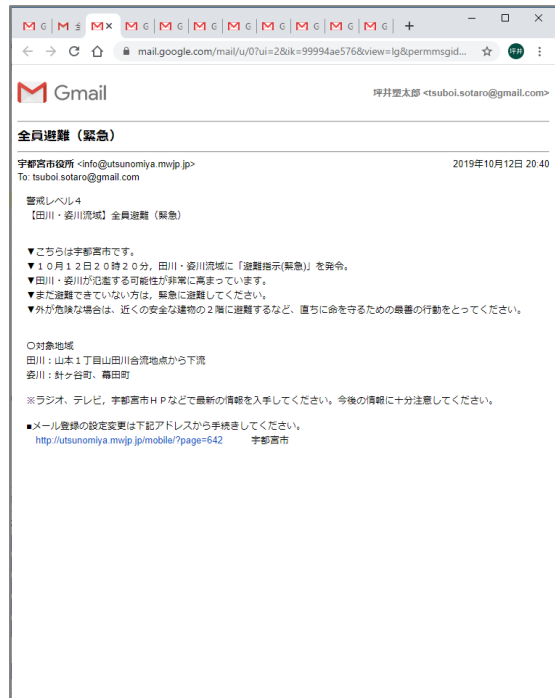 M G
M 全
M ×
M G
M G
M G
M G
M G
M G
M G
M G
mail.google.com/mail/u/0?ui=2&ik=99994ae576&view=lg&permmsgid...
坪井
Gmail
坪井塑太郎 <tsuboi.sotaro@gmail.com>
全員避難（緊急）
宇都宮市役所 <info@utsunomiya.mwjp.jp>
2019年10月12日 20:40
To: tsuboi.sotaro@gmail.com
警戒レベル４
【田川・姿川流域】全員避難（緊急）
▼こちらは宇都宮市です。
▼１０月１２日２０時２０分，田川・姿川流域に「避難指示(緊急)」を発令。
▼田川・姿川が氾濫する可能性が非常に高まっています。
▼まだ避難できていない方は，緊急に避難してください。
▼外が危険な場合は、近くの安全な建物の２階に避難するなど、直ちに命を守るための最善の行動をとってください。
〇対象地域
田川：山本１丁目山田川合流地点から下流
姿川：針ヶ谷町、幕田町
※ラジオ、テレビ，宇都宮市ＨＰなどで最新の情報を入手してください。今後の情報に十分注意してください。
■メール登録の設定変更は下記アドレスから手続きしてください。
http://utsunomiya.mwjp.jp/mobile/?page=642 宇都宮市